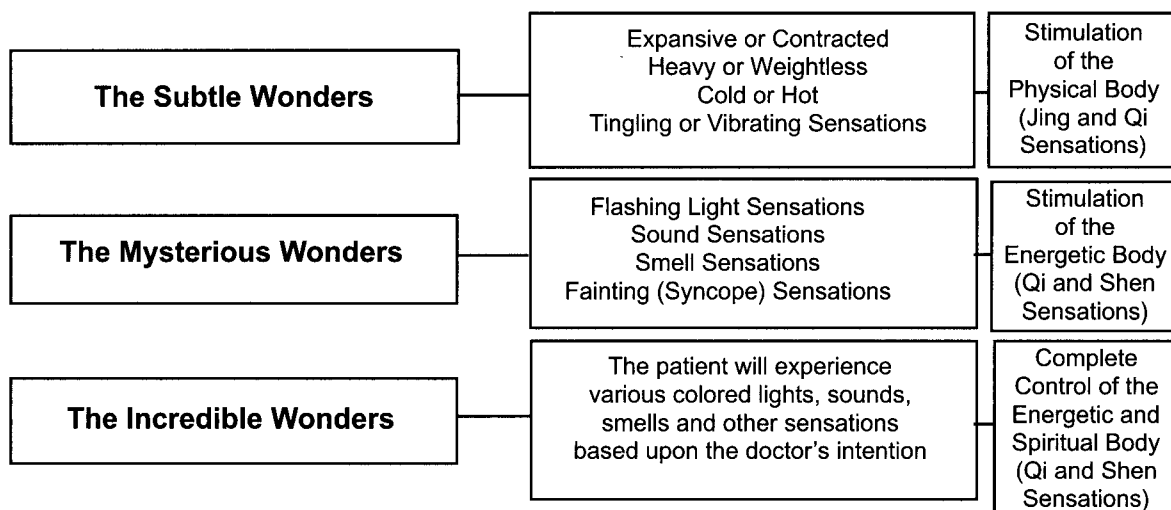 The Subtle Wonders
Expansive or Contracted
Heavy or Weightless
Cold or Hot
Tingling or Vibrating Sensations
Stimulation
of the
Physical Body
(Jing and Qi
Sensations)
The Mysterious Wonders
Flashing Light Sensations
Sound Sensations
Smell Sensations
Fainting (Syncope) Sensations
Stimulation
of the
Energetic Body
(Qi and Shen
Sensations)
The Incredible Wonders
The patient will experience
various colored lights, sounds,
smells and other sensations
based upon the doctor's intention
Complete
Control of the
Energetic and
Spiritual Body
(Qi and Shen
Sensations)